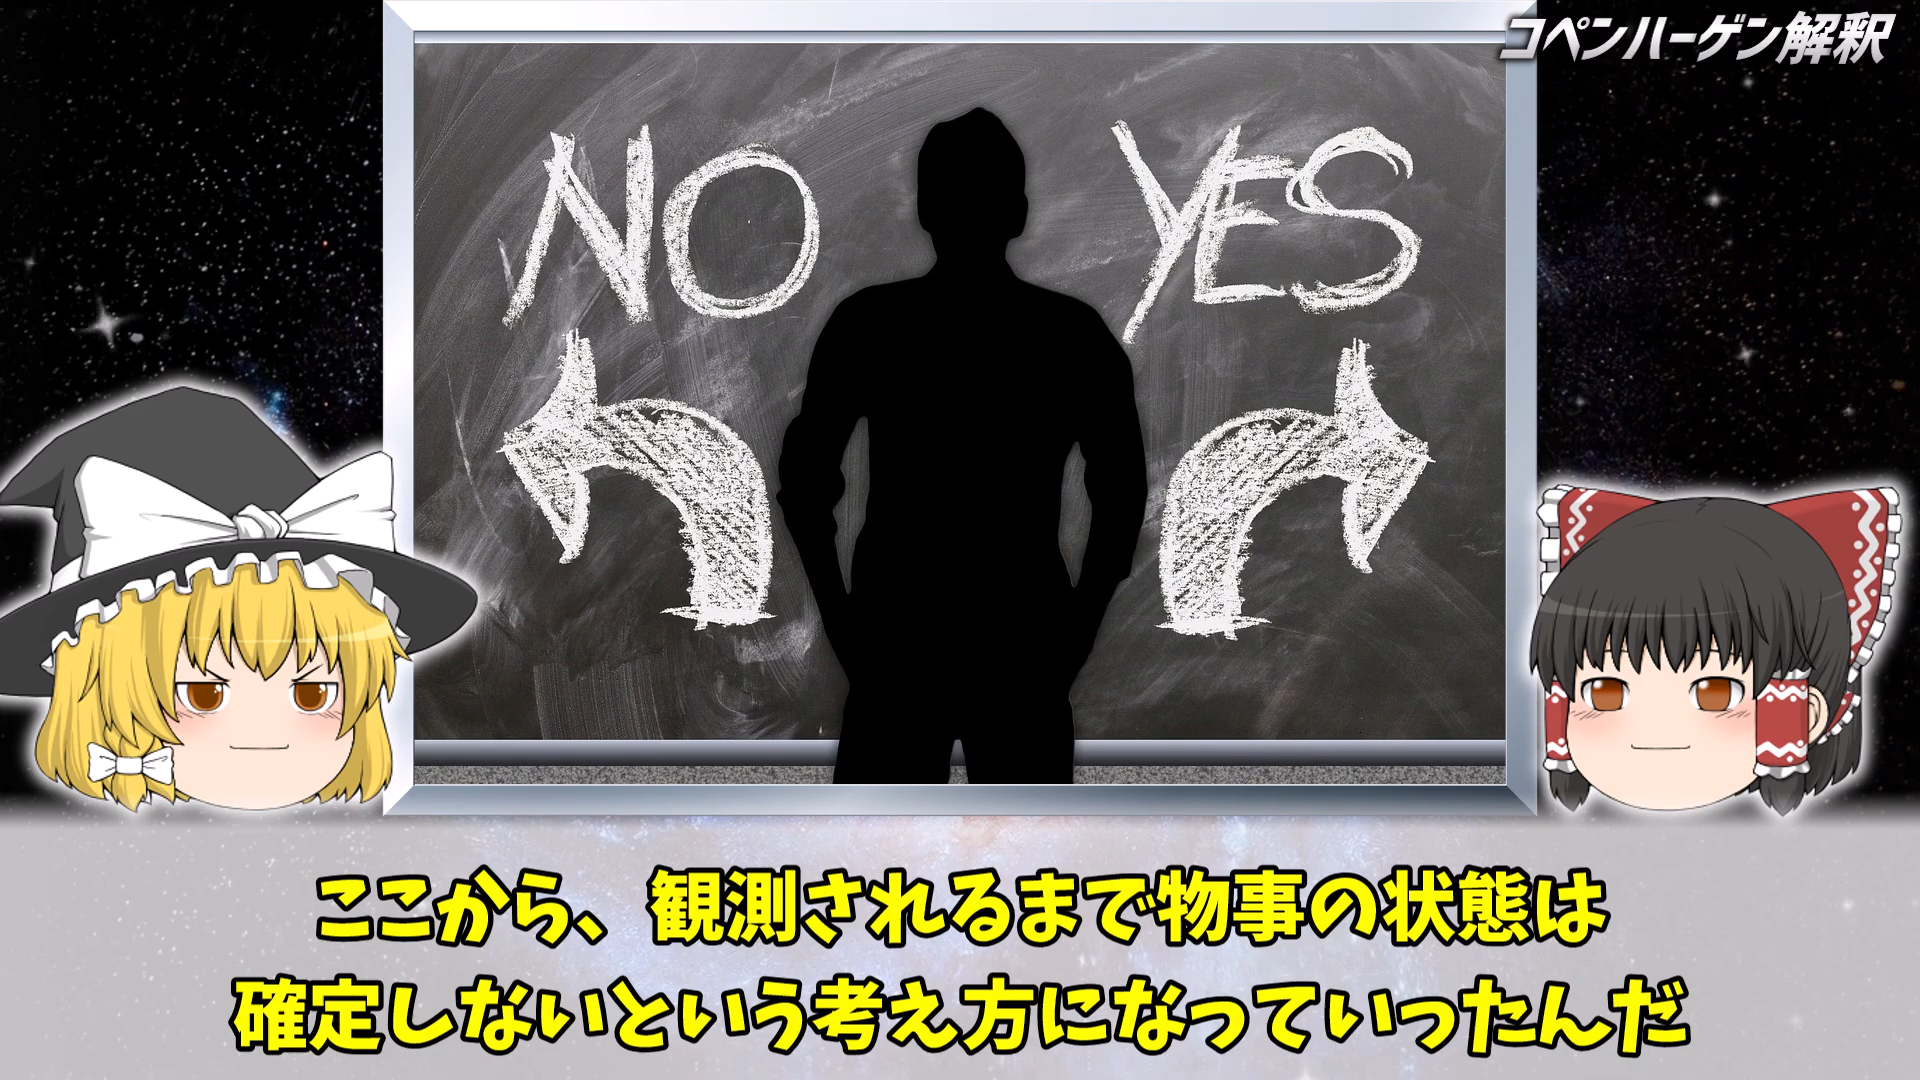 コペンハーゲン解釈
NO YES
ここから、観測されるまで物事の状態は
確定しないという考え方になっていったんだ